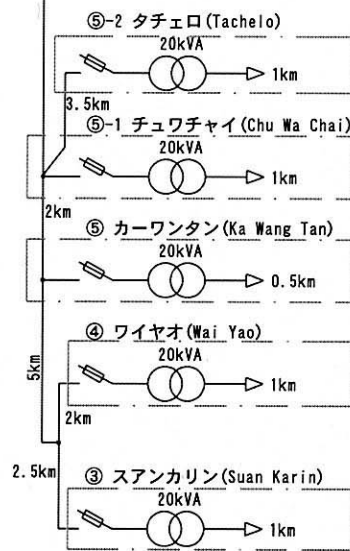 ⑤-2 タチェロ(Tachelo)
20kVA
1km
3.5km
⑤-1 チュワチャイ(Chu Wa Chai)
20kVA
1km
2km
⑤ カーワンタン(Ka Wang Tan)
20kVA
0.5km
5km
④ ワイヤオ(Wai Yao)
20kVA
1km
2km
2.5km
③ スアンカリン(Suan Karin)
20kVA
1km